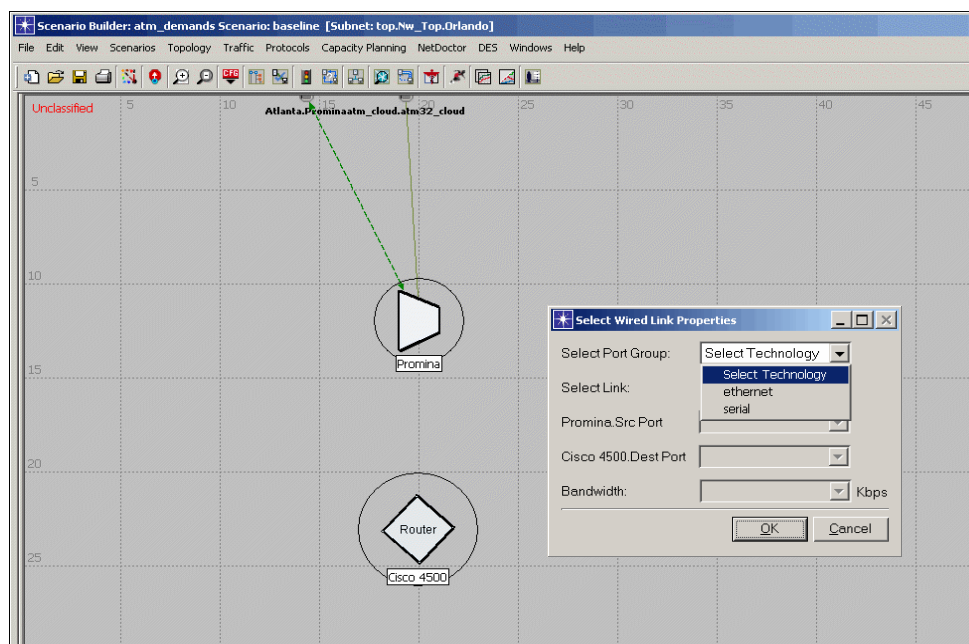 Scenario Builder: atm_demands Scenario: baseline [Subnet: top.Nw_Top.Orlando]
File Edit View Scenarios Topology Traffic Protocols Capacity Planning NetDoctor DES Windows Help
CFG
Unclassified
5 10 15 20 25 30 35 40 45
Atlanta.Prominaatm_cloud.atm32_cloud
5
10
Promina
15
20
Router
25
Cisco 4500
Select Wired Link Properties
Select Port Group: Select Technology
Select Technology
Select Link: ethernet
serial
Promina.Src Port
Cisco 4500.Dest Port
Bandwidth: Kbps
OK Cancel